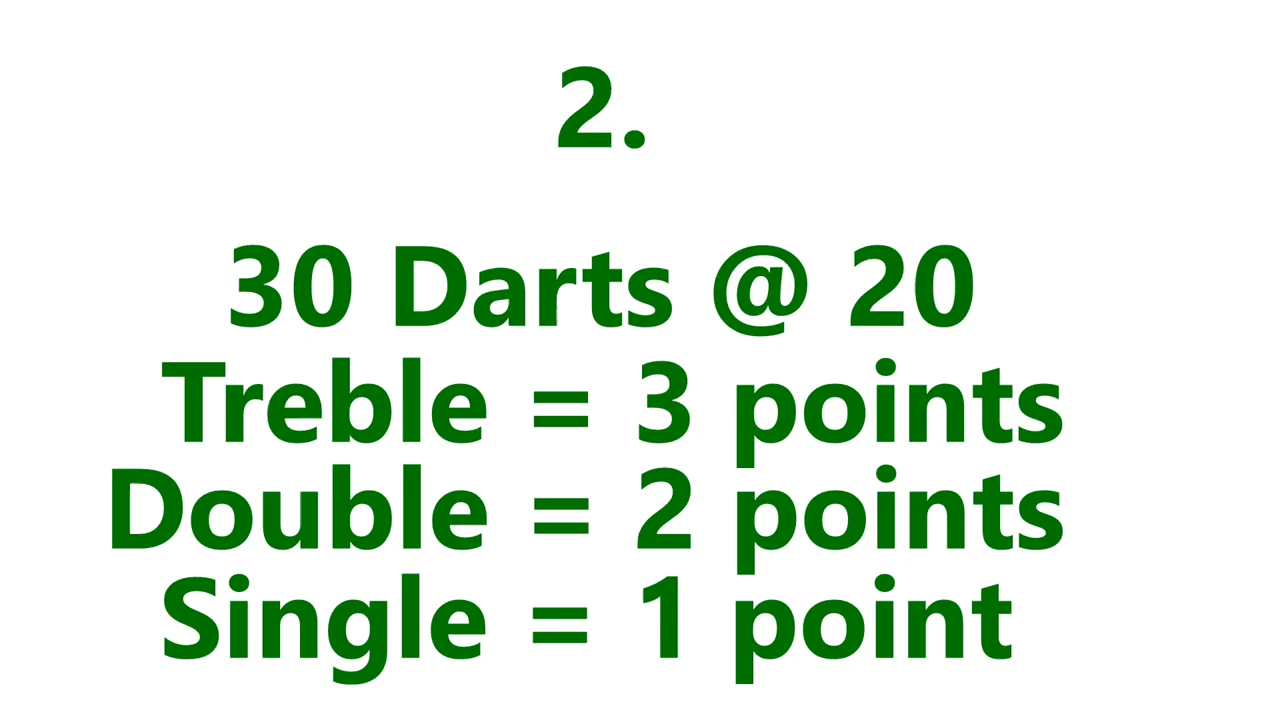 2.
30 Darts @ 20
Treble = 3 points
Double = 2 points
Single = 1 point